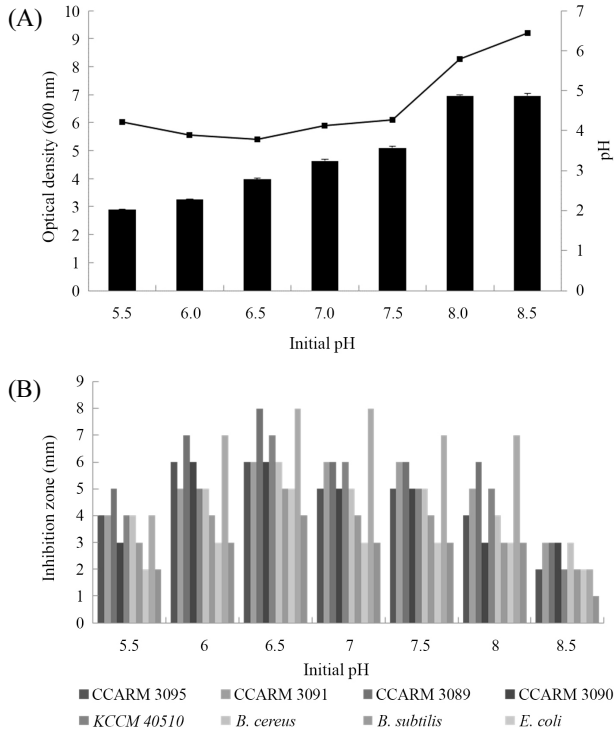 (A)
10
9
8
7
6
5
4
3
2
1
0
Optical density (600 nm)
7
6
5
4
3
2
1
0
pH
5.5 6.0 6.5 7.0 7.5 8.0 8.5
Initial pH
(B)
9
8
7
6
5
4
3
2
1
0
Inhibition zone (mm)
5.5 6 6.5 7 7.5 8 8.5
Initial pH
CCARM 3095 CCARM 3091 CCARM 3089 CCARM 3090
KCCM 40510 B. cereus B. subtilis E. coli